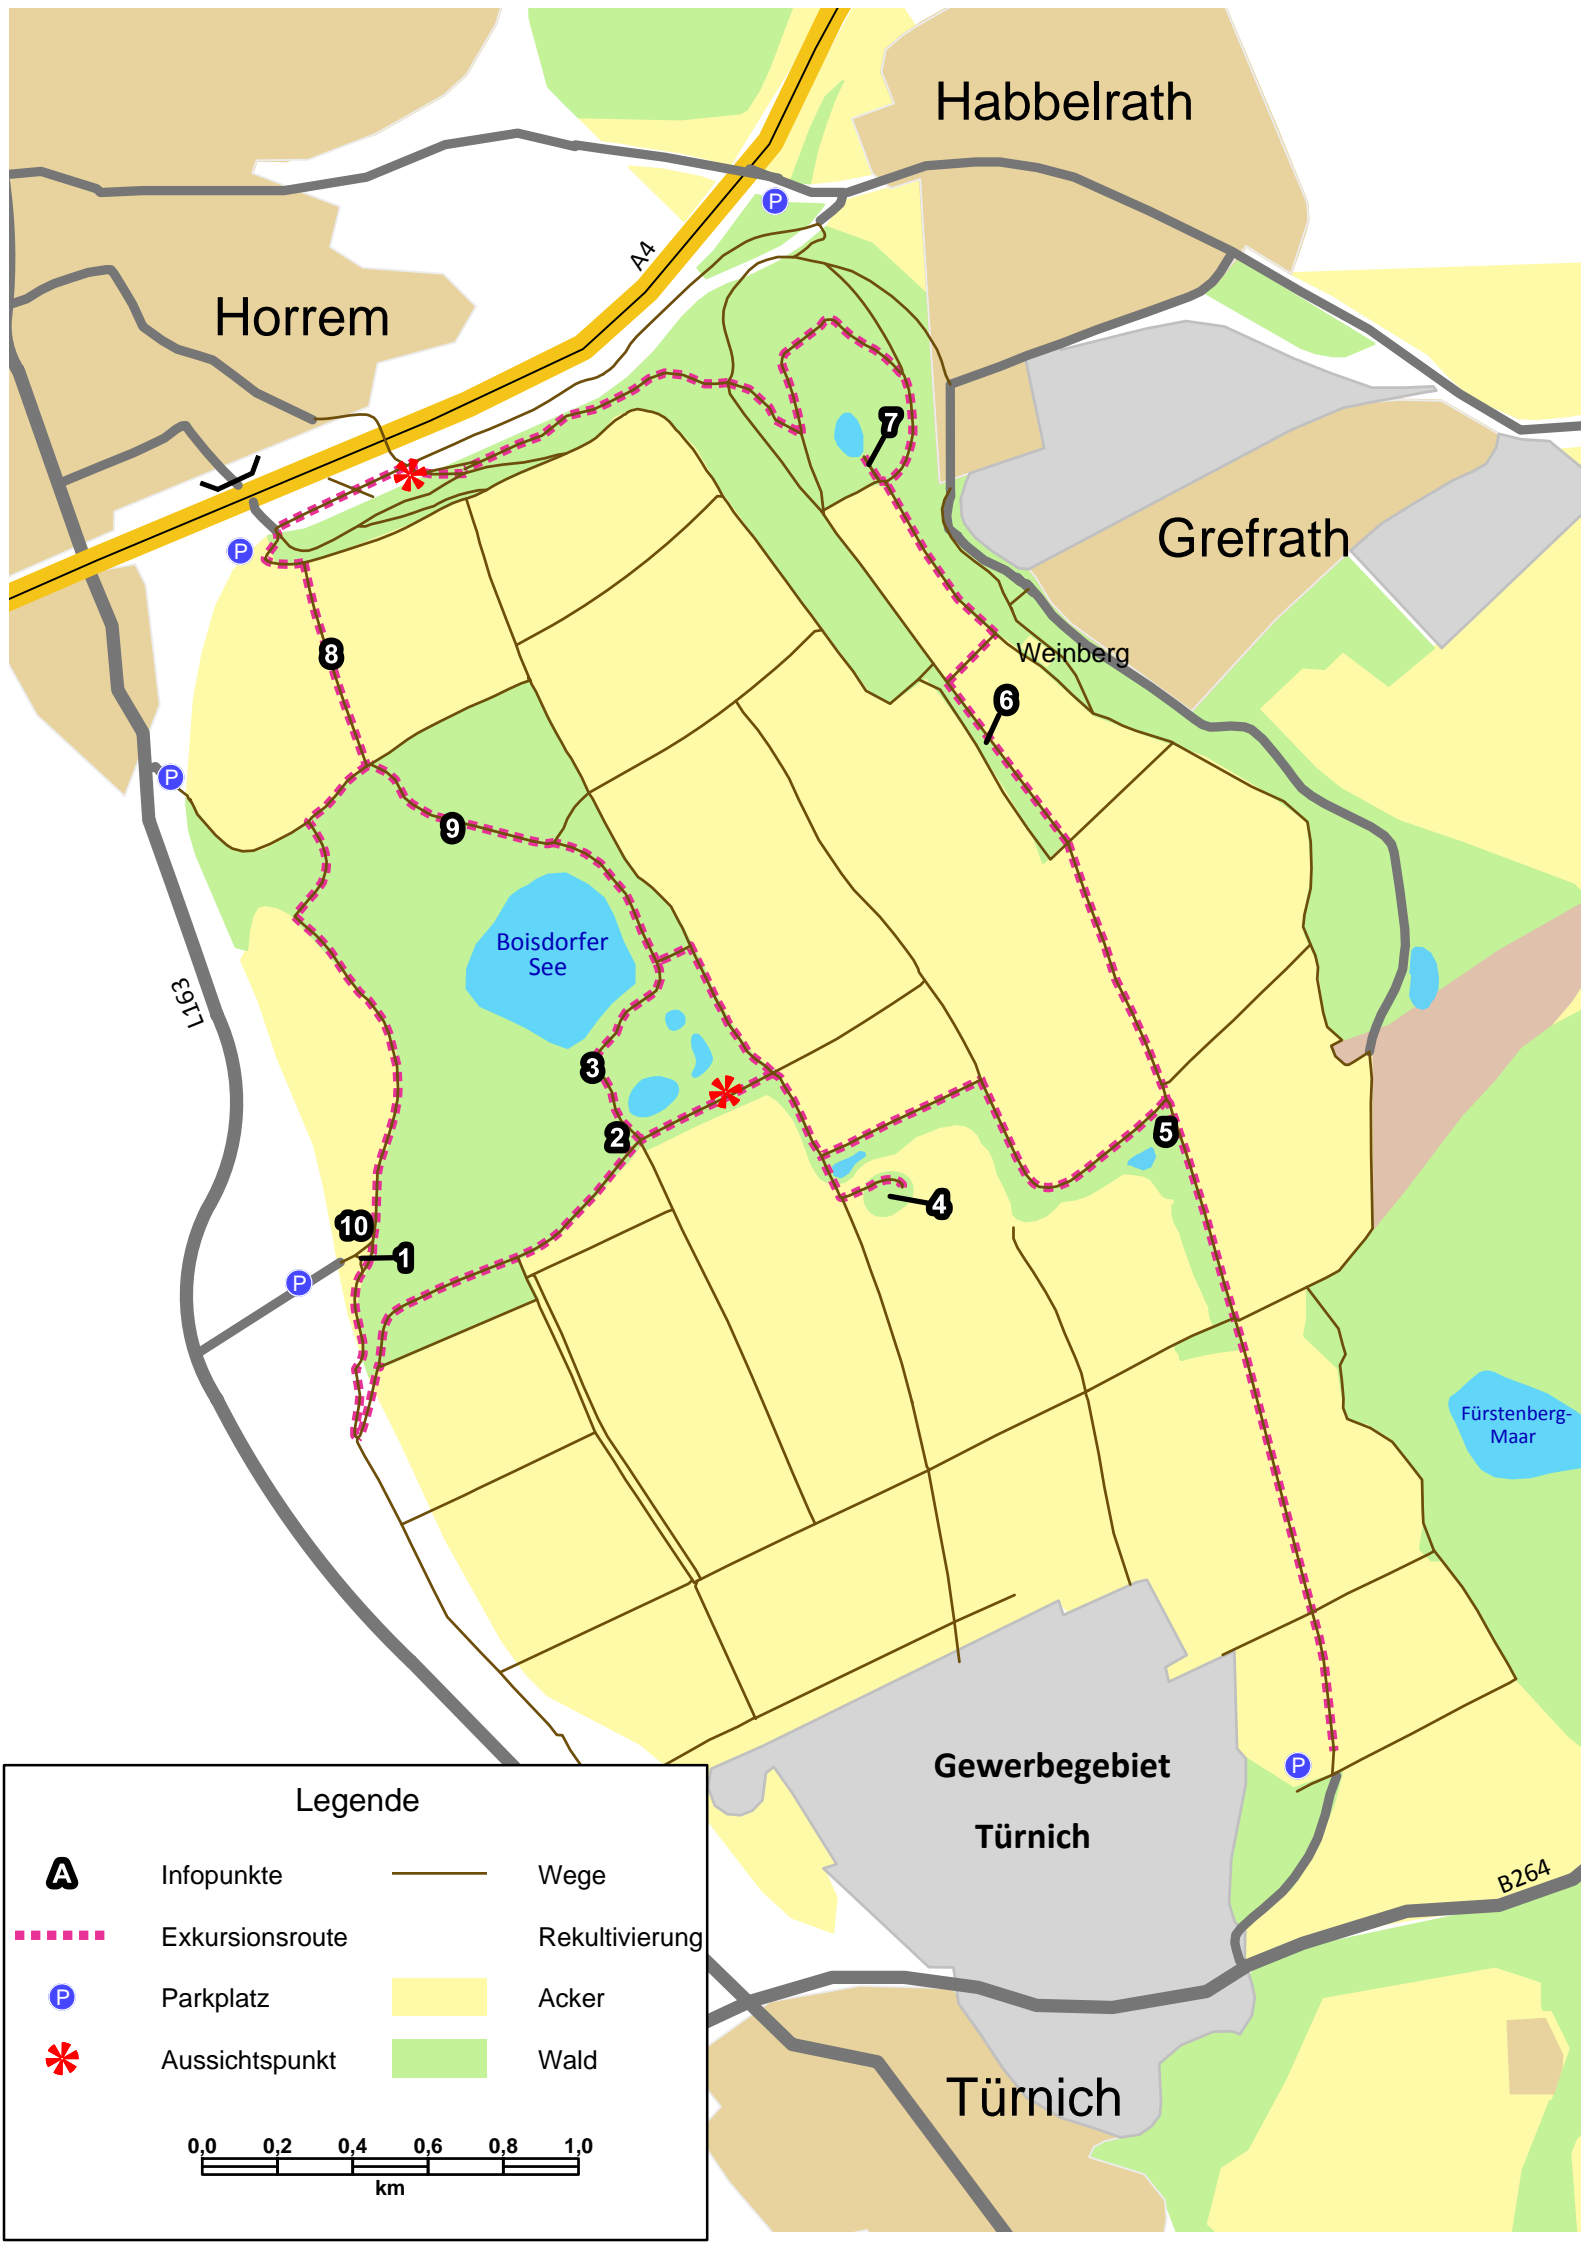 Habbelrath
P
A4
Horrem
7
P
Grefrath
8
Weinberg
6
P
9
Boisdorfer
See
L163
3
2
5
4
10
1
P
Fürstenberg-
Maar
Gewerbegebiet
Türnich
P
B264
Türnich
Legende
A Infopunkte
Wege
Exkursionsroute
Rekultivierung
P Parkplatz
Acker
Aussichtspunkt
Wald
0,0 0,2 0,4 0,6 0,8 1,0
km